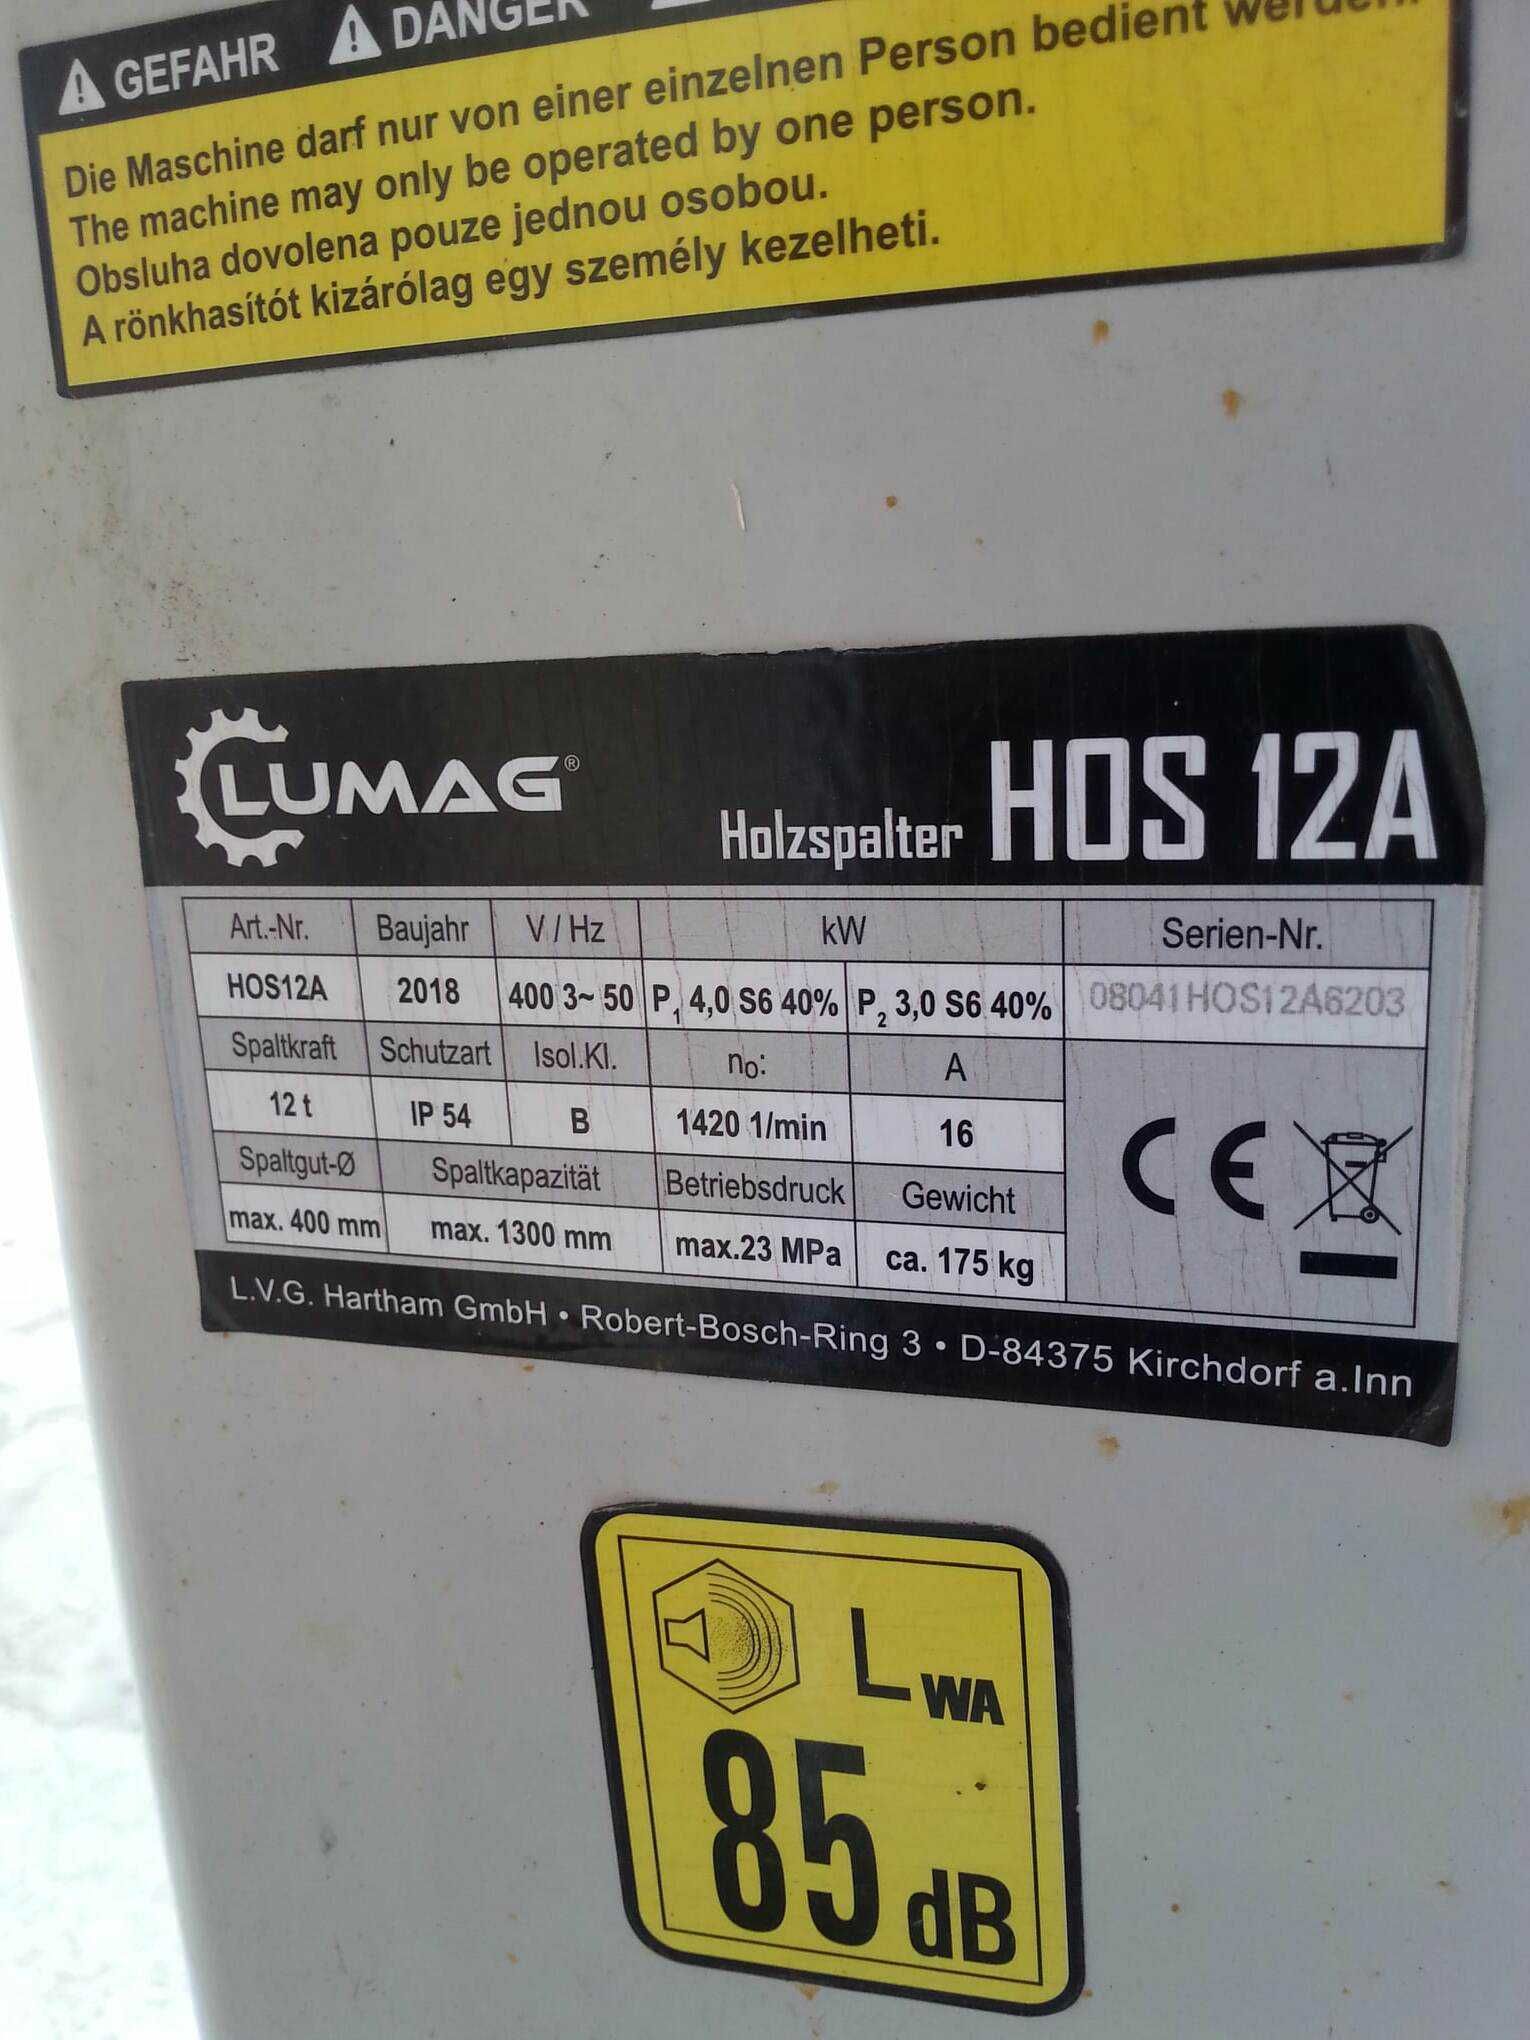 GEFAHR DANGER
Die Maschine darf nur von einer einzelnen Person bedient werden.
The machine may only be operated by one person.
Obsluha dovolena pouze jednou osobou.
A rönkhasítót kizárólag egy személy kezelheti.
LUMAG®
Holzspalter HOS 12A
Art.-Nr. Baujahr V / Hz kW Serien-Nr.
HOS12A 2018 400 3~ 50 P1 4,0 S6 40% P2 3,0 S6 40% 08041HOS12A6203
Spaltkraft Schutzart Isol.Kl. no: A
12 t IP 54 B 1420 1/min 16
Spaltgut-Ø Spaltkapazität Betriebsdruck Gewicht
max. 400 mm max. 1300 mm max.23 MPa ca. 175 kg
CE
L.V.G. Hartham GmbH • Robert-Bosch-Ring 3 • D-84375 Kirchdorf a.Inn
LWA
85 dB